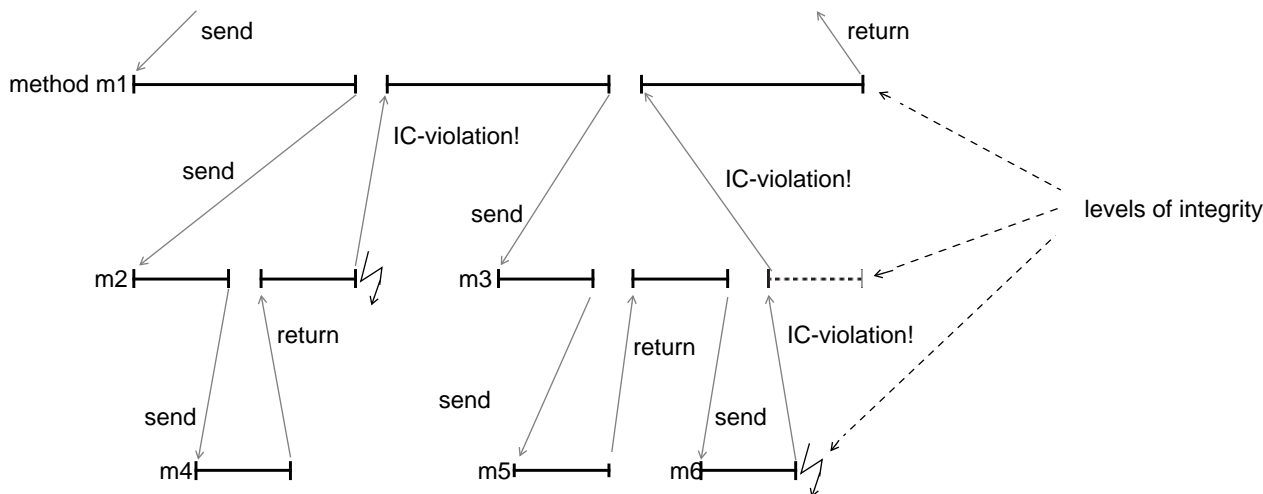 send
return
method m1
IC-violation!
send
IC-violation!
send
levels of integrity
m2
m3
return
return
IC-violation!
send
send
send
m4
m5
m6